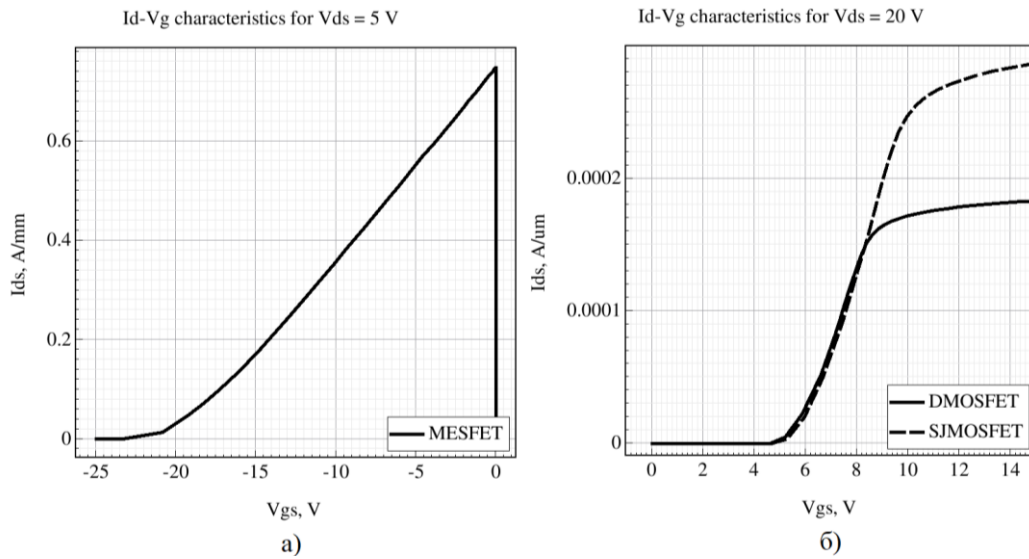 Id-Vg characteristics for Vds = 5 V
0.6
0.4
0.2
0
Ids, A/mm
MESFET
-25 -20 -15 -10 -5 0
Vgs, V
а)
Id-Vg characteristics for Vds = 20 V
0.0002
0.0001
0
Ids, A/um
DMOSFET
SJMOSFET
0 2 4 6 8 10 12 14
Vgs, V
б)